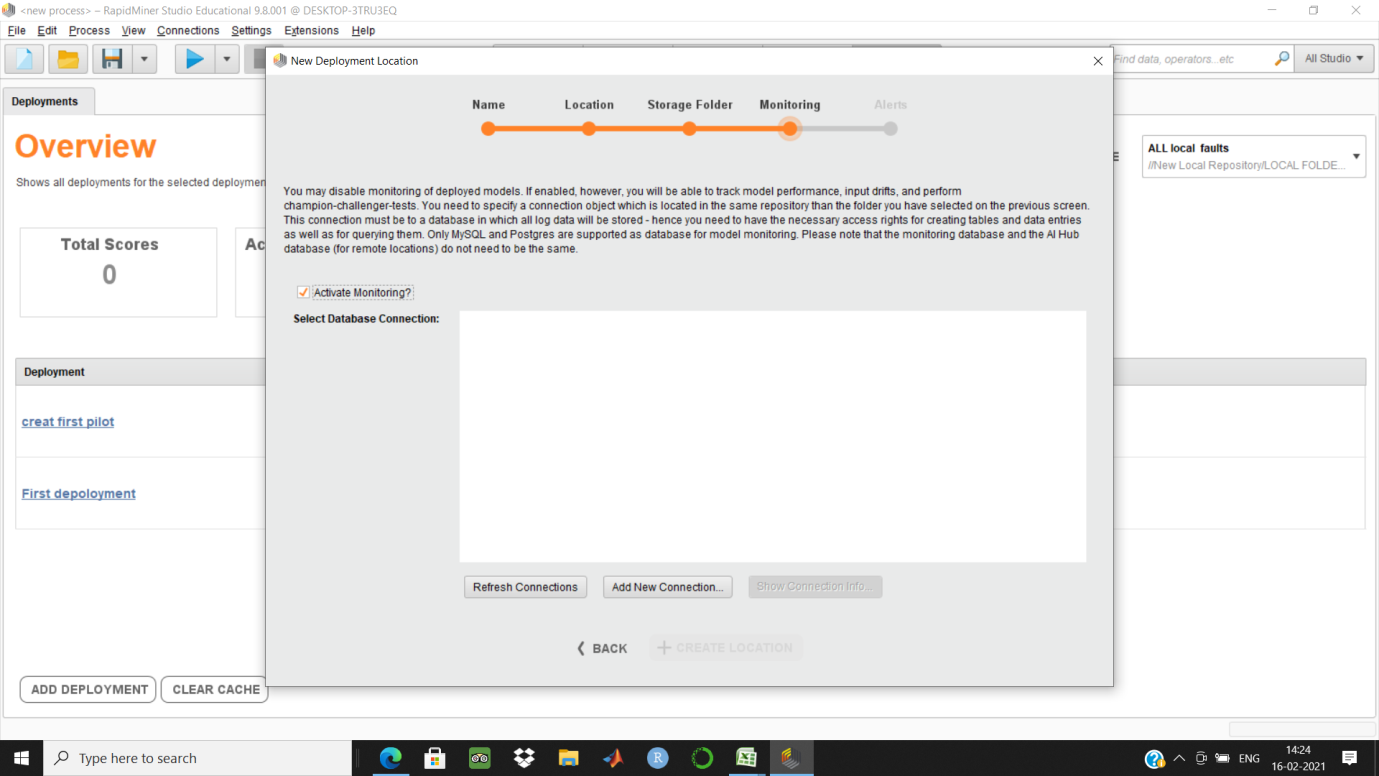 <new process> – RapidMiner Studio Educational 9.8.001 @ DESKTOP-3TRU3EQ
File Edit Process View Connections Settings Extensions Help
Find data, operators...etc
All Studio
New Deployment Location
Deployments
Name Location Storage Folder Monitoring Alerts
Overview
ALL local faults
//New Local Repository/LOCAL FOLDE...
Shows all deployments for the selected deploymen
You may disable monitoring of deployed models. If enabled, however, you will be able to track model performance, input drifts, and perform
champion-challenger-tests. You need to specify a connection object which is located in the same repository than the folder you have selected on the previous screen.
This connection must be to a database in which all log data will be stored - hence you need to have the necessary access rights for creating tables and data entries
as well as for querying them. Only MySQL and Postgres are supported as database for model monitoring. Please note that the monitoring database and the AI Hub
database (for remote locations) do not need to be the same.
Total Scores
0
Ac
Activate Monitoring?
Select Database Connection:
Deployment
creat first pilot
First depoloyment
Refresh Connections Add New Connection... Show Connection Info...
BACK CREATE LOCATION
ADD DEPLOYMENT CLEAR CACHE
Type here to search
ENG
14:24
16-02-2021